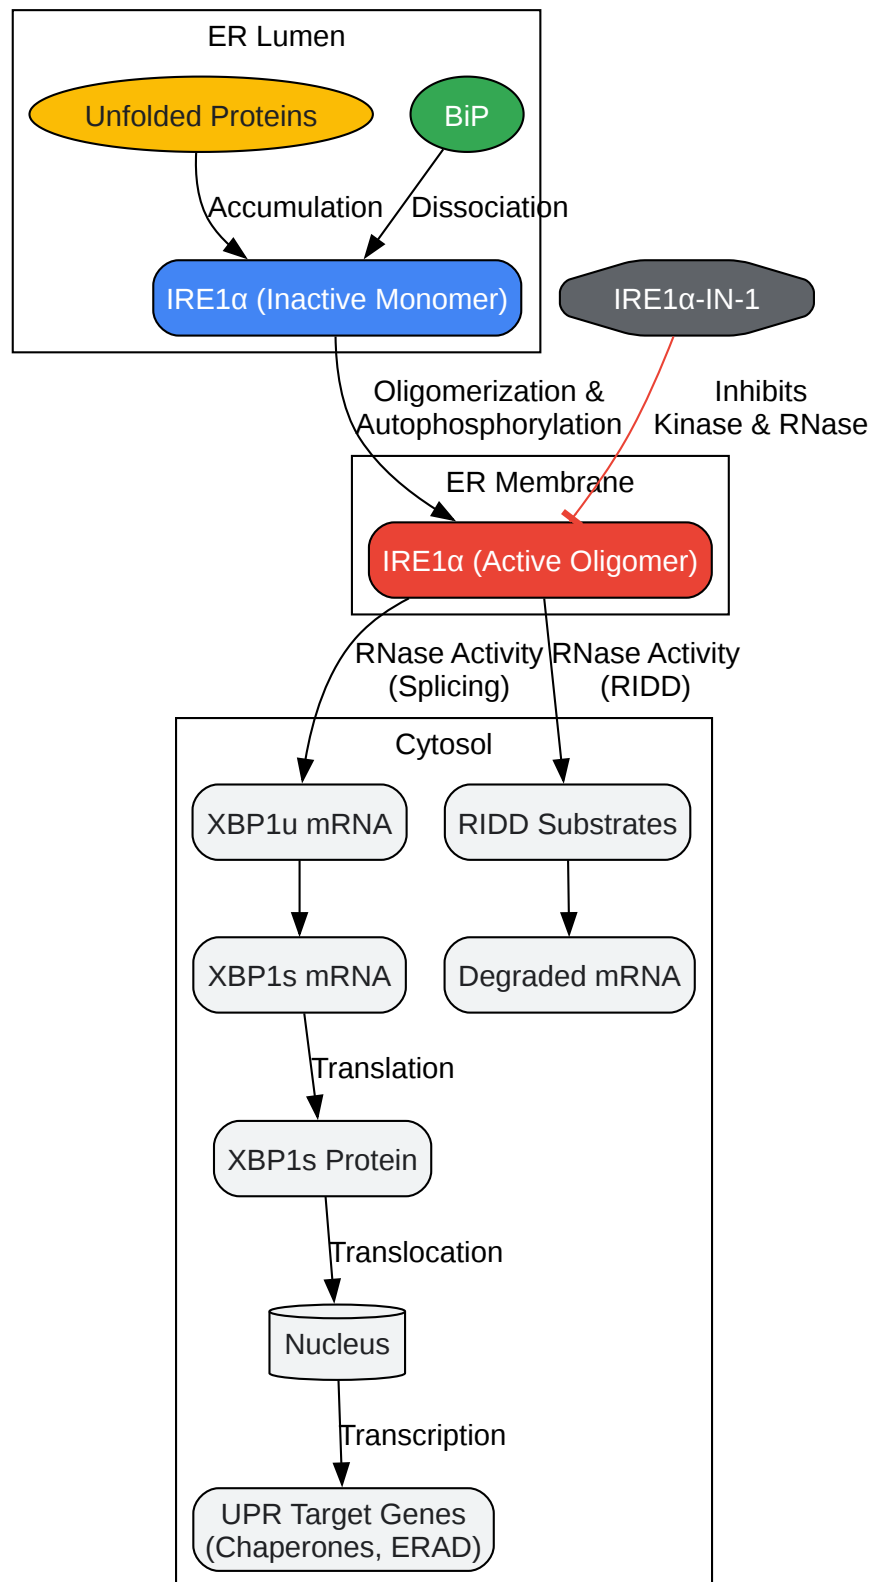 ER Lumen
Unfolded Proteins
BiP
Accumulation
Dissociation
IRE1α (Inactive Monomer)
IRE1α-IN-1
Oligomerization &
Autophosphorylation
Inhibits
Kinase & RNase
ER Membrane
IRE1α (Active Oligomer)
RNase Activity
(Splicing)
RNase Activity
(RIDD)
Cytosol
XBP1u mRNA
RIDD Substrates
XBP1s mRNA
Degraded mRNA
Translation
XBP1s Protein
Translocation
Nucleus
Transcription
UPR Target Genes
(Chaperones, ERAD)